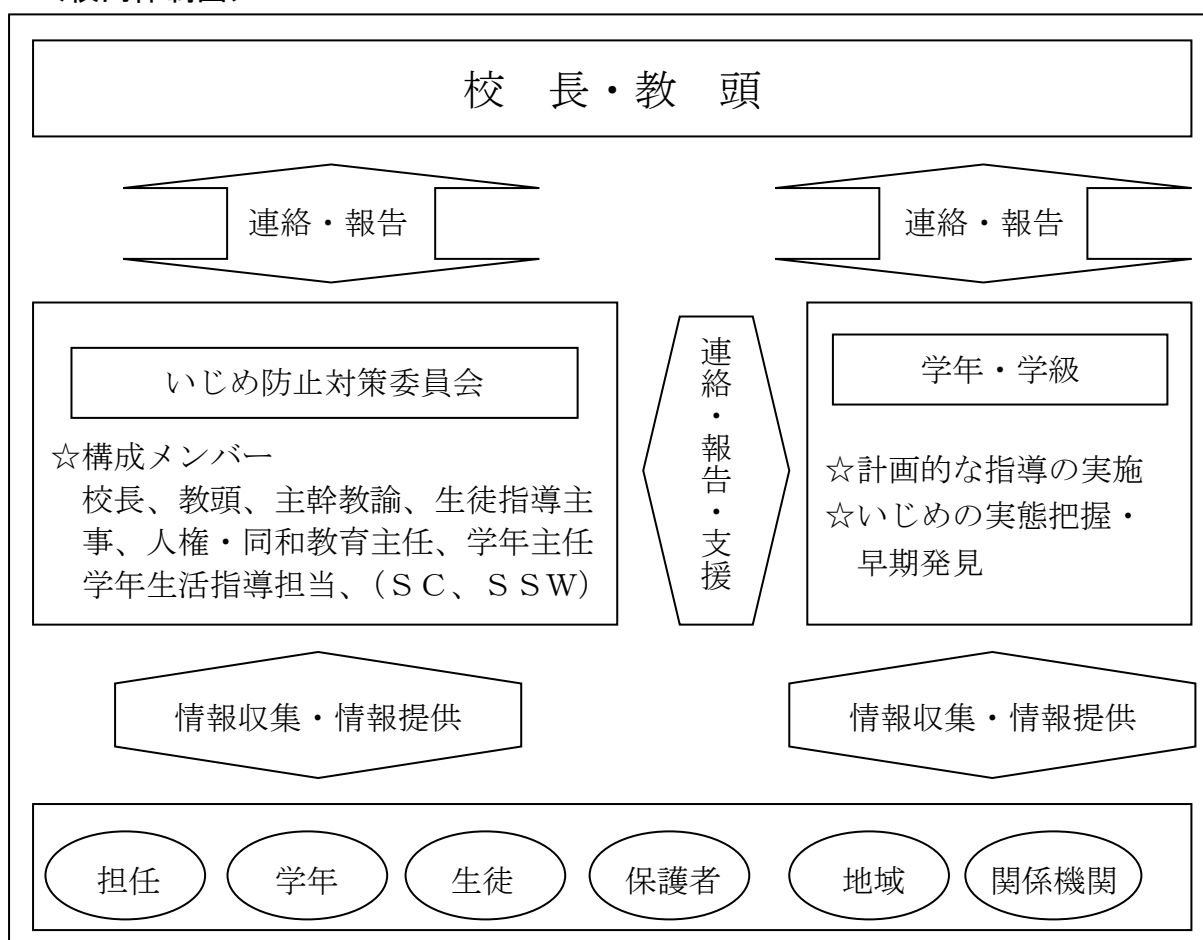 校　長・教　頭
連絡・報告
連絡・報告
いじめ防止対策委員会
☆構成メンバー
校長、教頭、主幹教諭、生徒指導主
事、人権・同和教育主任、学年主任
学年生活指導担当、（ＳＣ、ＳＳＷ）
連絡・報告・支援
学年・学級
☆計画的な指導の実施
☆いじめの実態把握・
早期発見
情報収集・情報提供
情報収集・情報提供
担任
学年
生徒
保護者
地域
関係機関